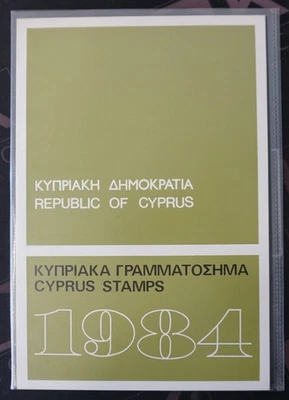 ΚΥΠΡΙΑΚΗ ΔΗΜΟΚΡΑΤΙΑ
REPUBLIC OF CYPRUS
ΚΥΠΡΙΑΚΑ ΓΡΑΜΜΑΤΟΣΗΜΑ
CYPRUS STAMPS
1984